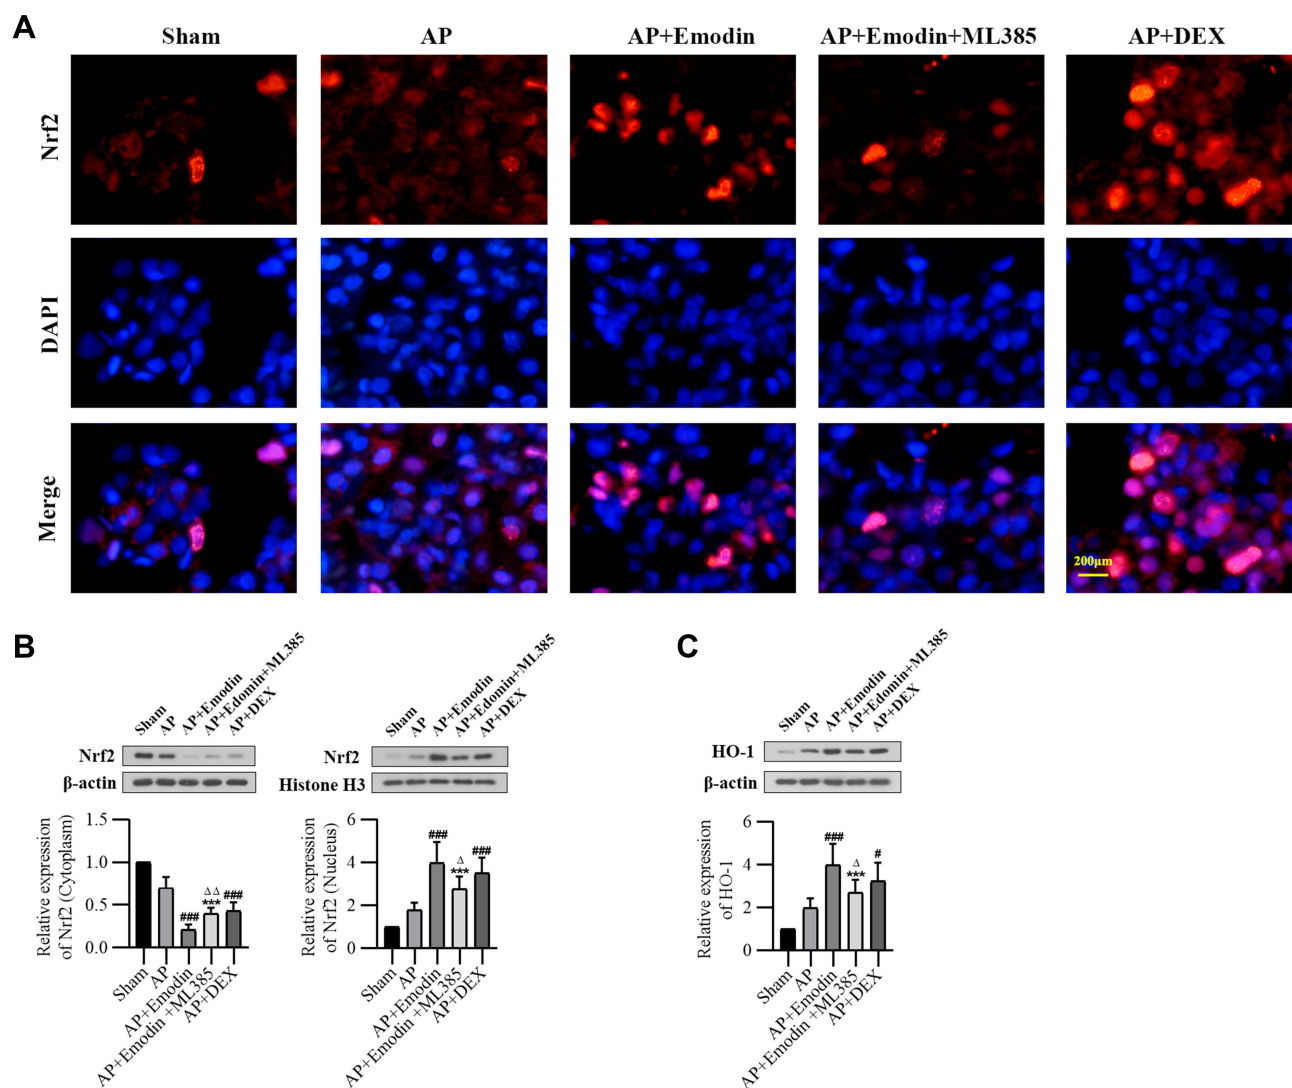 A
Sham
AP
AP+Emodin
AP+Emodin+ML385
AP+DEX
Nrf2
DAPI
Merge
200μm
B
Sham
AP
AP+Emodin
AP+Edomin+ML385
AP+DEX
Nrf2
β-actin
Relative expression
of Nrf2 (Cytoplasm)
1.5
1.0
0.5
0.0
###
ΔΔ
***
###
Sham
AP
AP+Emodin
AP+Emodin +ML385
AP+DEX
Sham
AP
AP+Emodin
AP+Edomin+ML385
AP+DEX
Nrf2
Histone H3
Relative expression
of Nrf2 (Nucleus)
6
4
2
0
###
Δ
***
###
Sham
AP
AP+Emodin
AP+Emodin +ML385
AP+DEX
C
Sham
AP
AP+Emodin
AP+Edomin+ML385
AP+DEX
HO-1
β-actin
Relative expression
of HO-1
6
4
2
0
###
Δ
***
#
Sham
AP
AP+Emodin
AP+Emodin +ML385
AP+DEX